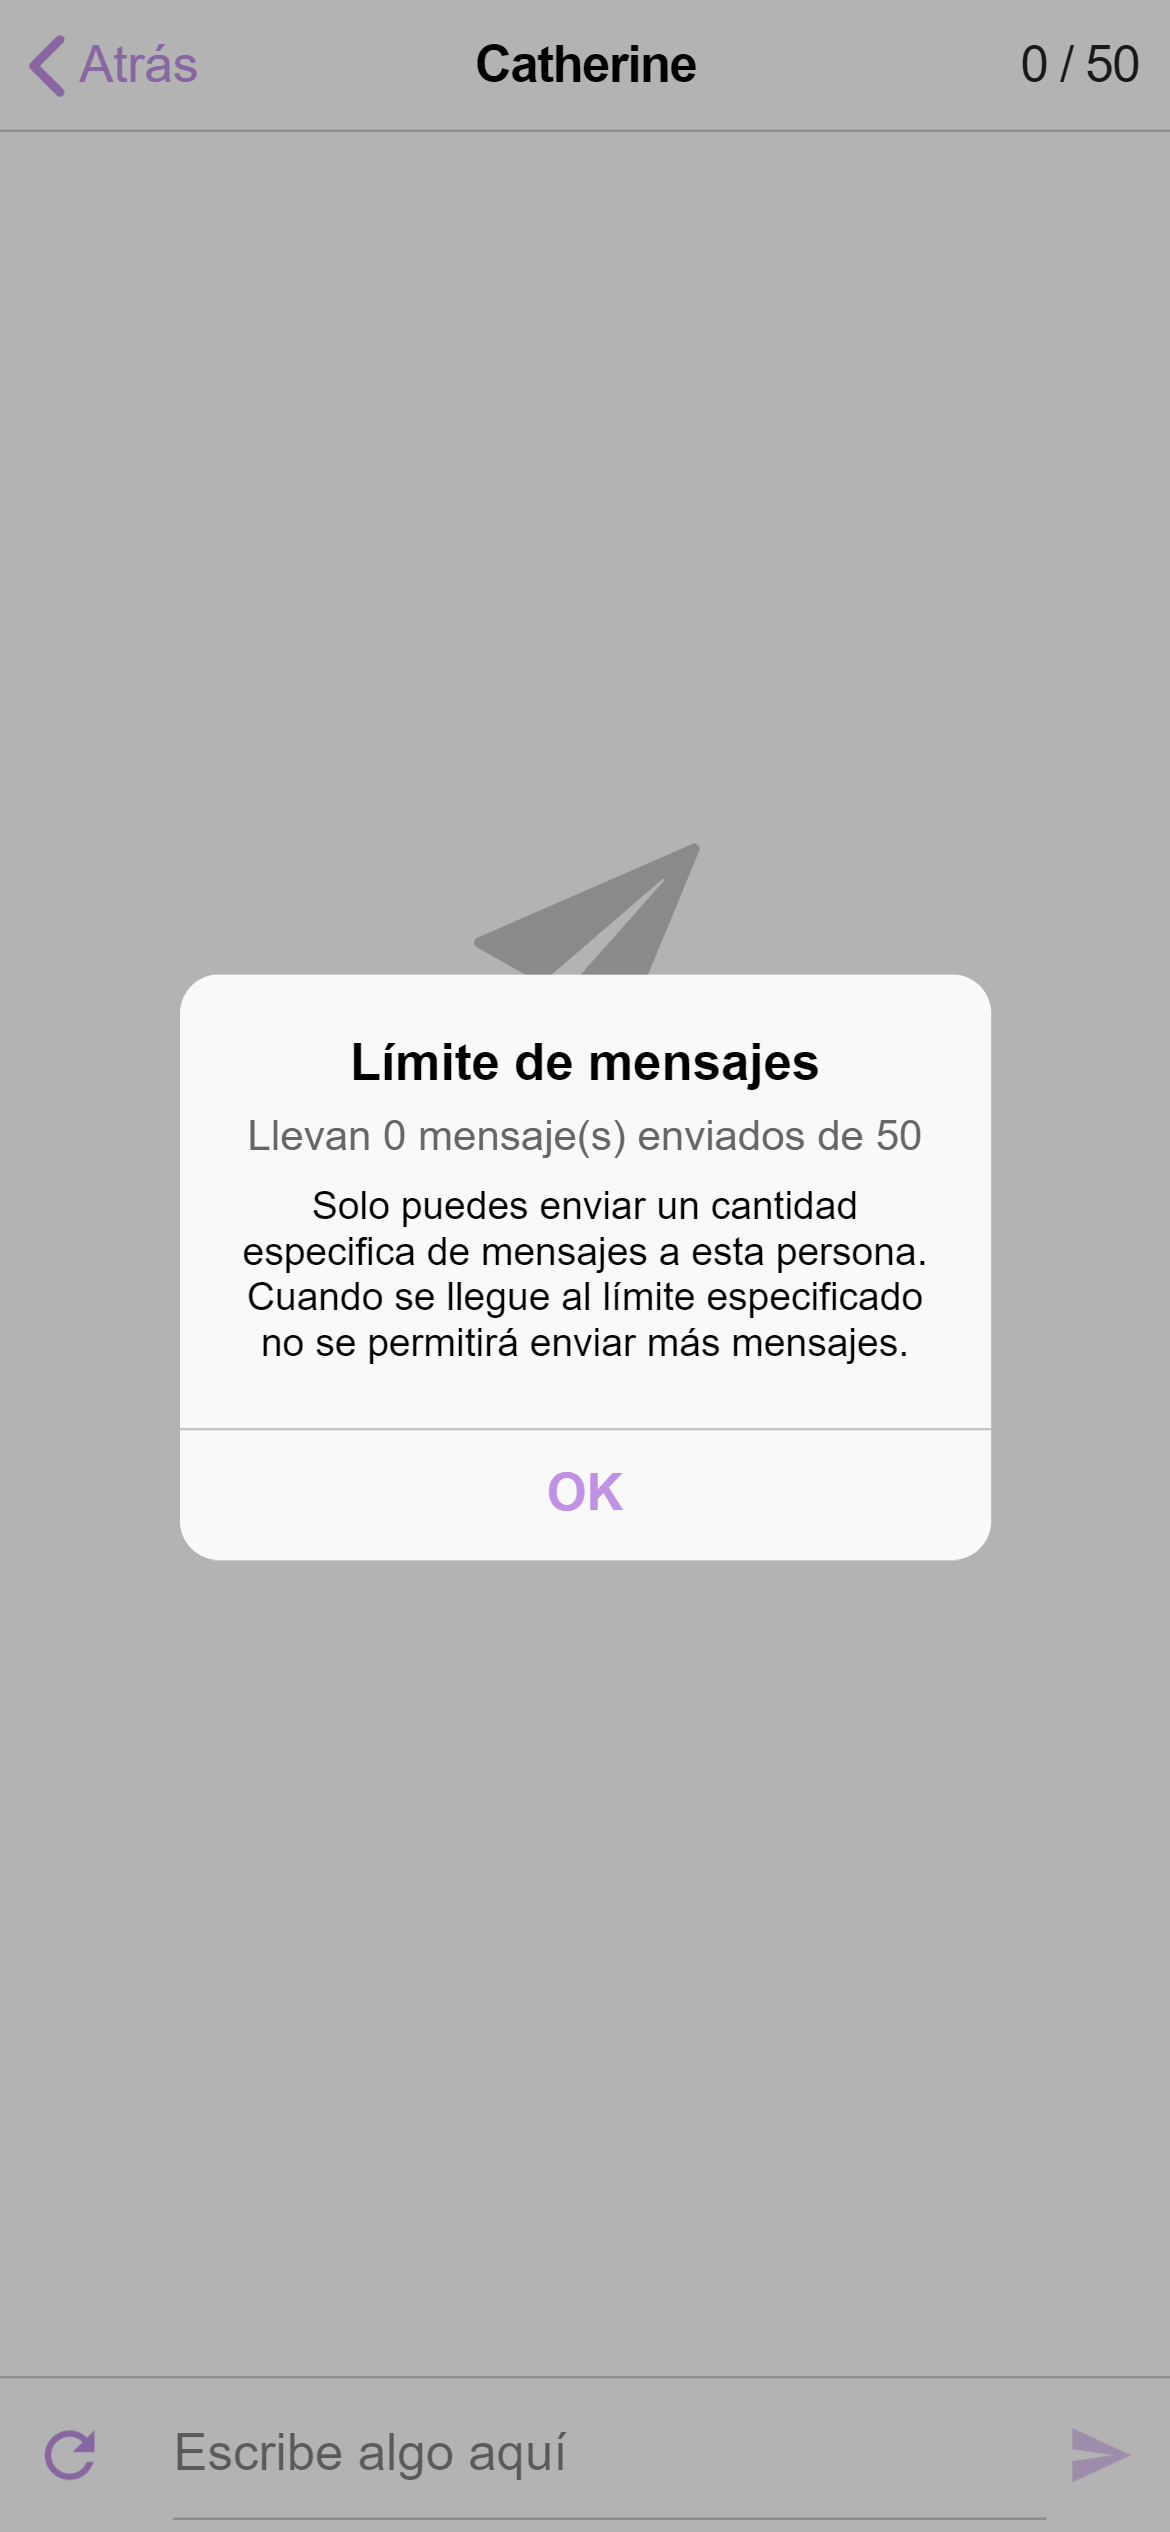 Atrás
Catherine
0 / 50
Límite de mensajes
Llevan 0 mensaje(s) enviados de 50
Solo puedes enviar un cantidad
especifica de mensajes a esta persona.
Cuando se llegue al límite especificado
no se permitirá enviar más mensajes.
OK
Escribe algo aquí